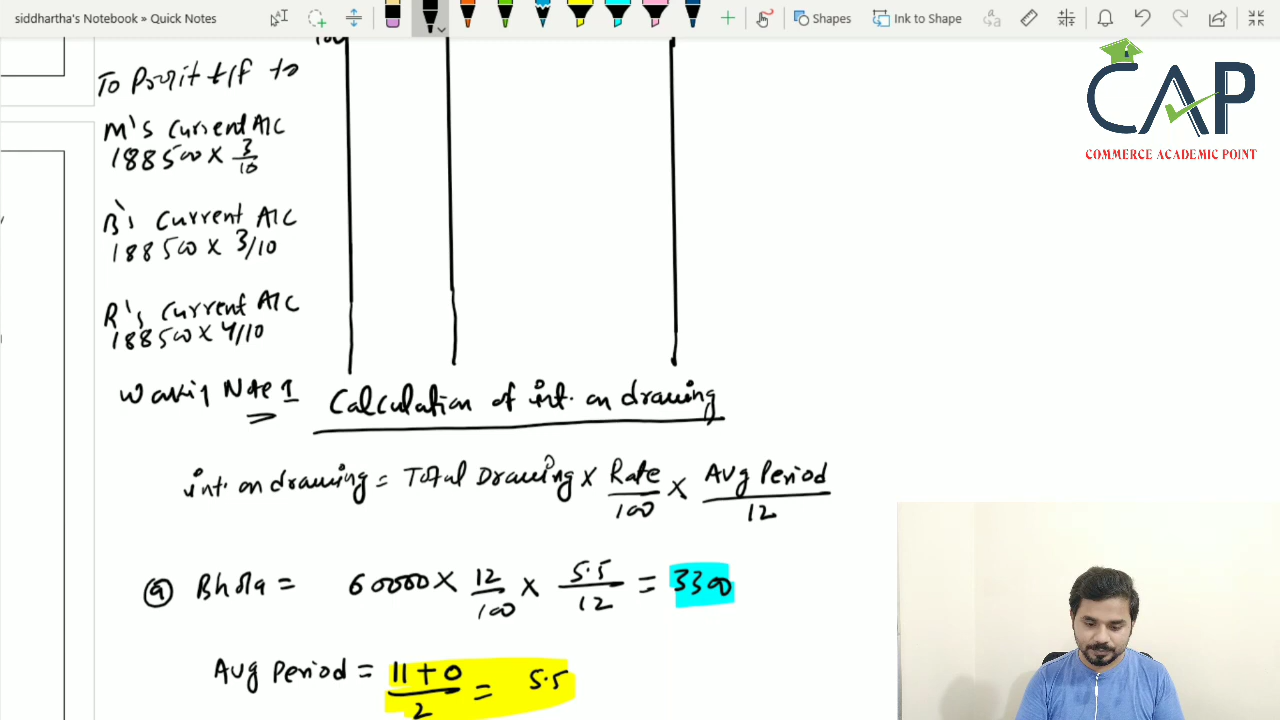 siddhartha's Notebook » Quick Notes
Shapes
Ink to Shape
CAP
COMMERCE ACADEMIC POINT
To Profit t/f to
M's Current A/C
188500 × 3/10
B's Current A/C
188500 × 3/10
R's Current A/C
188500 × 4/10
Working Note 1 Calculation of int. on drawing
int. on drawing = Total Drawing × Rate/100 × Avg Period/12
(a) Bhola = 60000 × 12/100 × 5.5/12 = 3300
Avg Period = 11+0/2 = 5.5